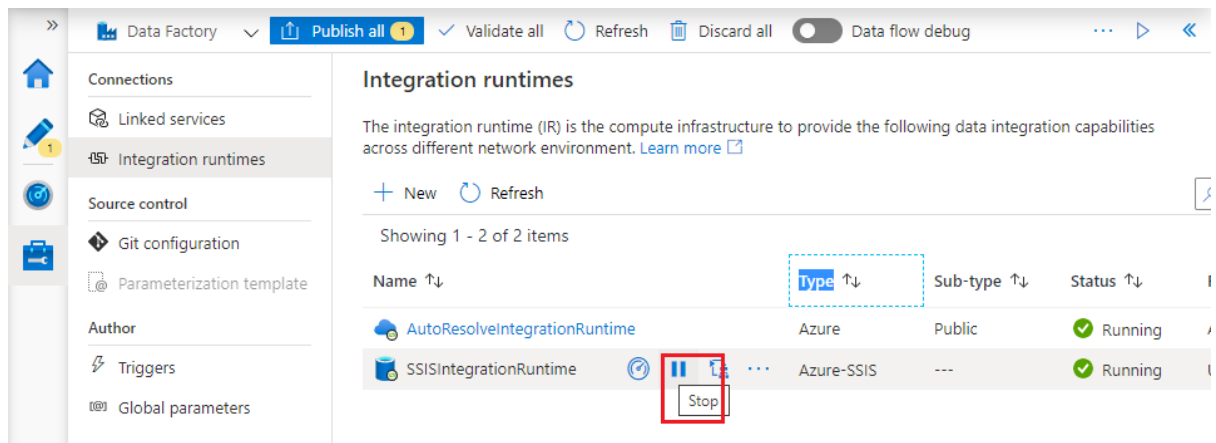 »
Data Factory
Publish all 1
Validate all
Refresh
Discard all
Data flow debug
...
«
Connections
Linked services
Integration runtimes
Source control
Git configuration
Parameterization template
Author
Triggers
Global parameters
1
Integration runtimes
The integration runtime (IR) is the compute infrastructure to provide the following data integration capabilities
across different network environment. Learn more
New
Refresh
Showing 1 - 2 of 2 items
Name Type Sub-type Status
AutoResolveIntegrationRuntime Azure Public Running
SSISIntegrationRuntime ... Azure-SSIS --- Running
Stop